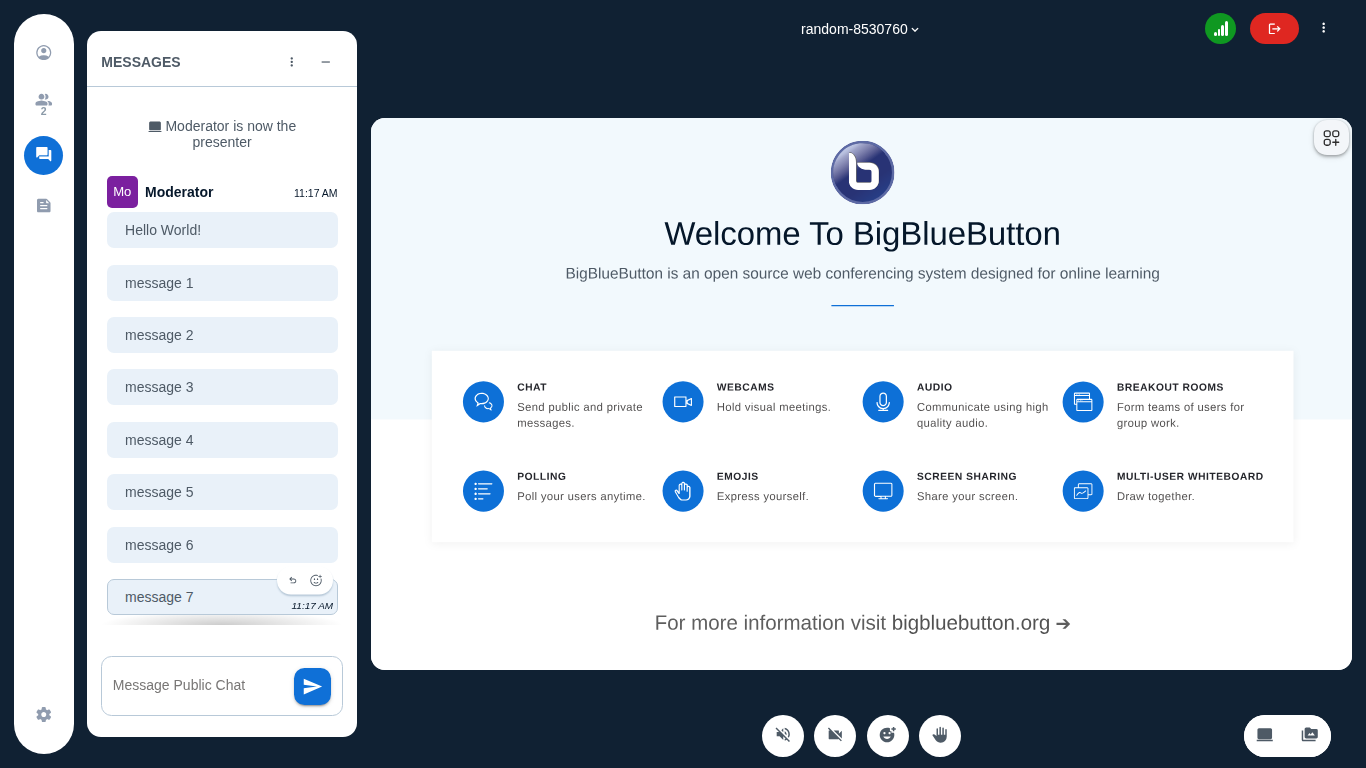 random-8530760
2
MESSAGES
Moderator is now the
presenter
Mo
Moderator
11:17 AM
Hello World!
message 1
message 2
message 3
message 4
message 5
message 6
message 7
11:17 AM
Message Public Chat
Welcome To BigBlueButton
BigBlueButton is an open source web conferencing system designed for online learning
CHAT
Send public and private
messages.
WEBCAMS
Hold visual meetings.
AUDIO
Communicate using high
quality audio.
BREAKOUT ROOMS
Form teams of users for
group work.
POLLING
Poll your users anytime.
EMOJIS
Express yourself.
SCREEN SHARING
Share your screen.
MULTI-USER WHITEBOARD
Draw together.
For more information visit bigbluebutton.org ➔